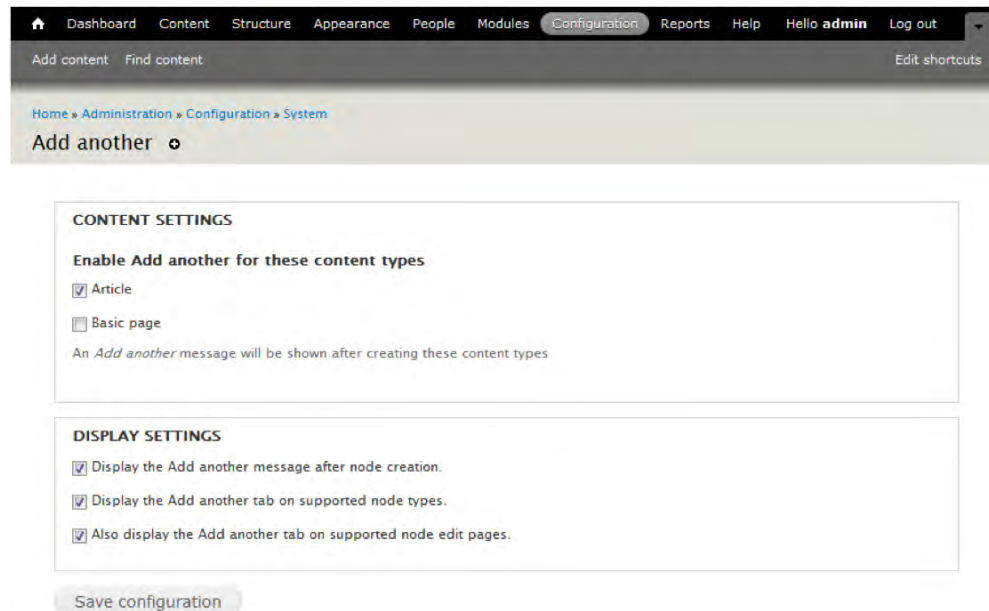 Dashboard Content Structure Appearance People Modules Configuration Reports Help Hello admin Log out
Add content Find content Edit shortcuts
Home » Administration » Configuration » System
Add another
CONTENT SETTINGS
Enable Add another for these content types
Article
Basic page
An Add another message will be shown after creating these content types
DISPLAY SETTINGS
Display the Add another message after node creation.
Display the Add another tab on supported node types.
Also display the Add another tab on supported node edit pages.
Save configuration